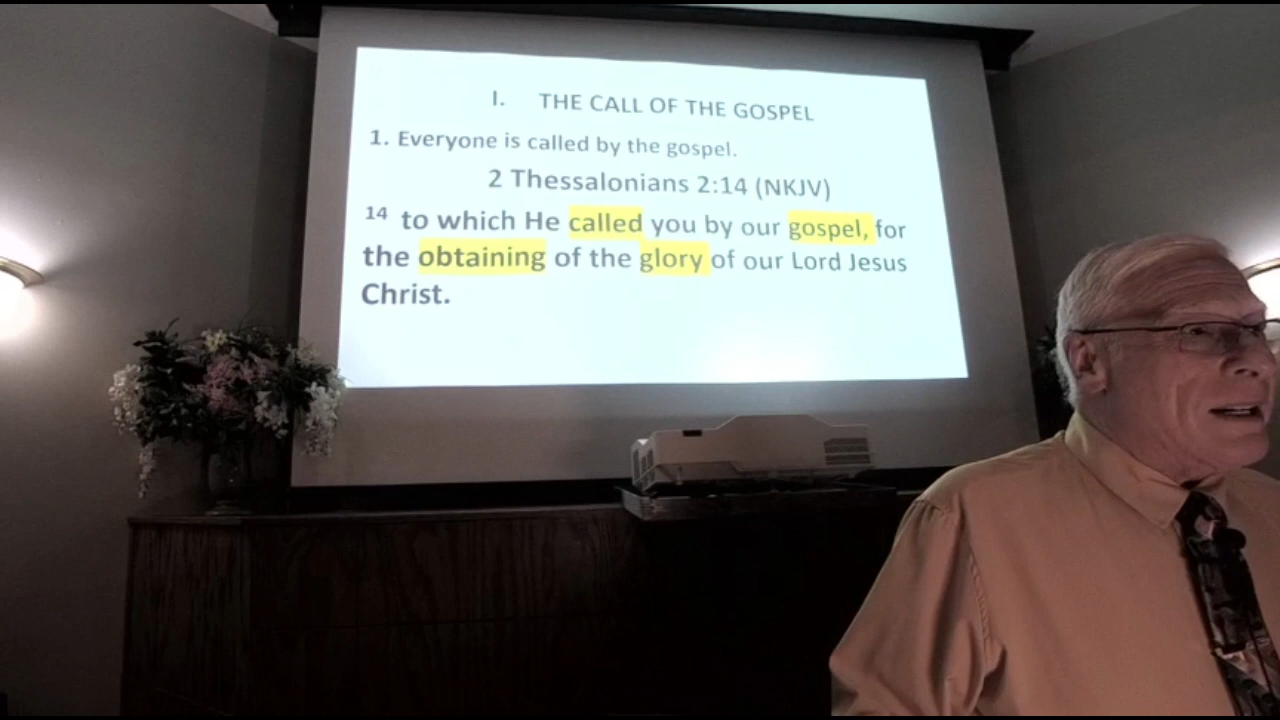 I. THE CALL OF THE GOSPEL
1. Everyone is called by the gospel.
2 Thessalonians 2:14 (NKJV)
14 to which He called you by our gospel, for
the obtaining of the glory of our Lord Jesus
Christ.